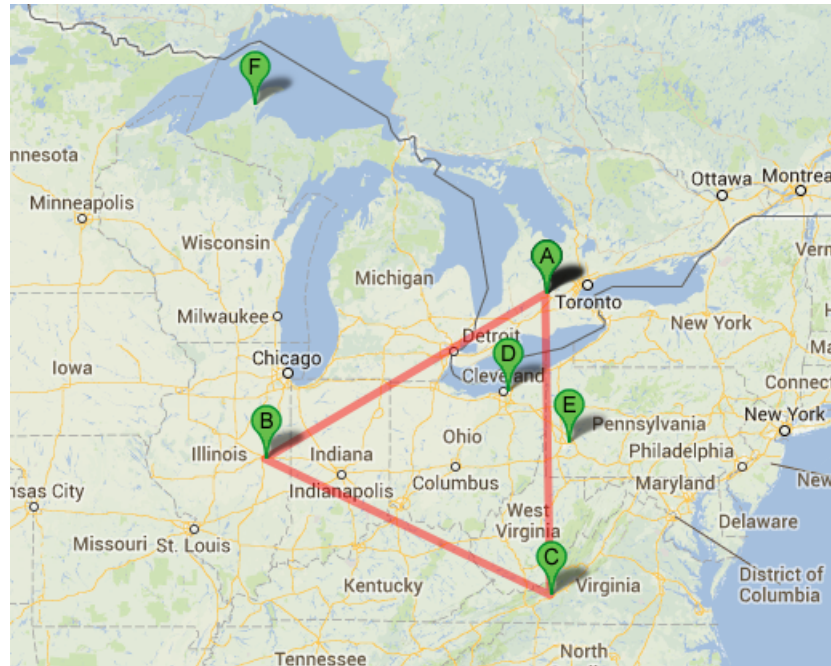 F
nnesota
Minneapolis
Ottawa
Montrea
Wisconsin
Vern
A
Michigan
Toronto
Milwaukee
Detroit
New York
Ma
D
Chicago
Cleveland
Iowa
Connect
B
E
Pennsylvania
New York
Illinois
Indiana
Ohio
Philadelphia
Indianapolis
Columbus
Maryland
New
nsas City
West
Virginia
Delaware
Missouri
St. Louis
C
District of
Columbia
Kentucky
Virginia
Tennessee
North